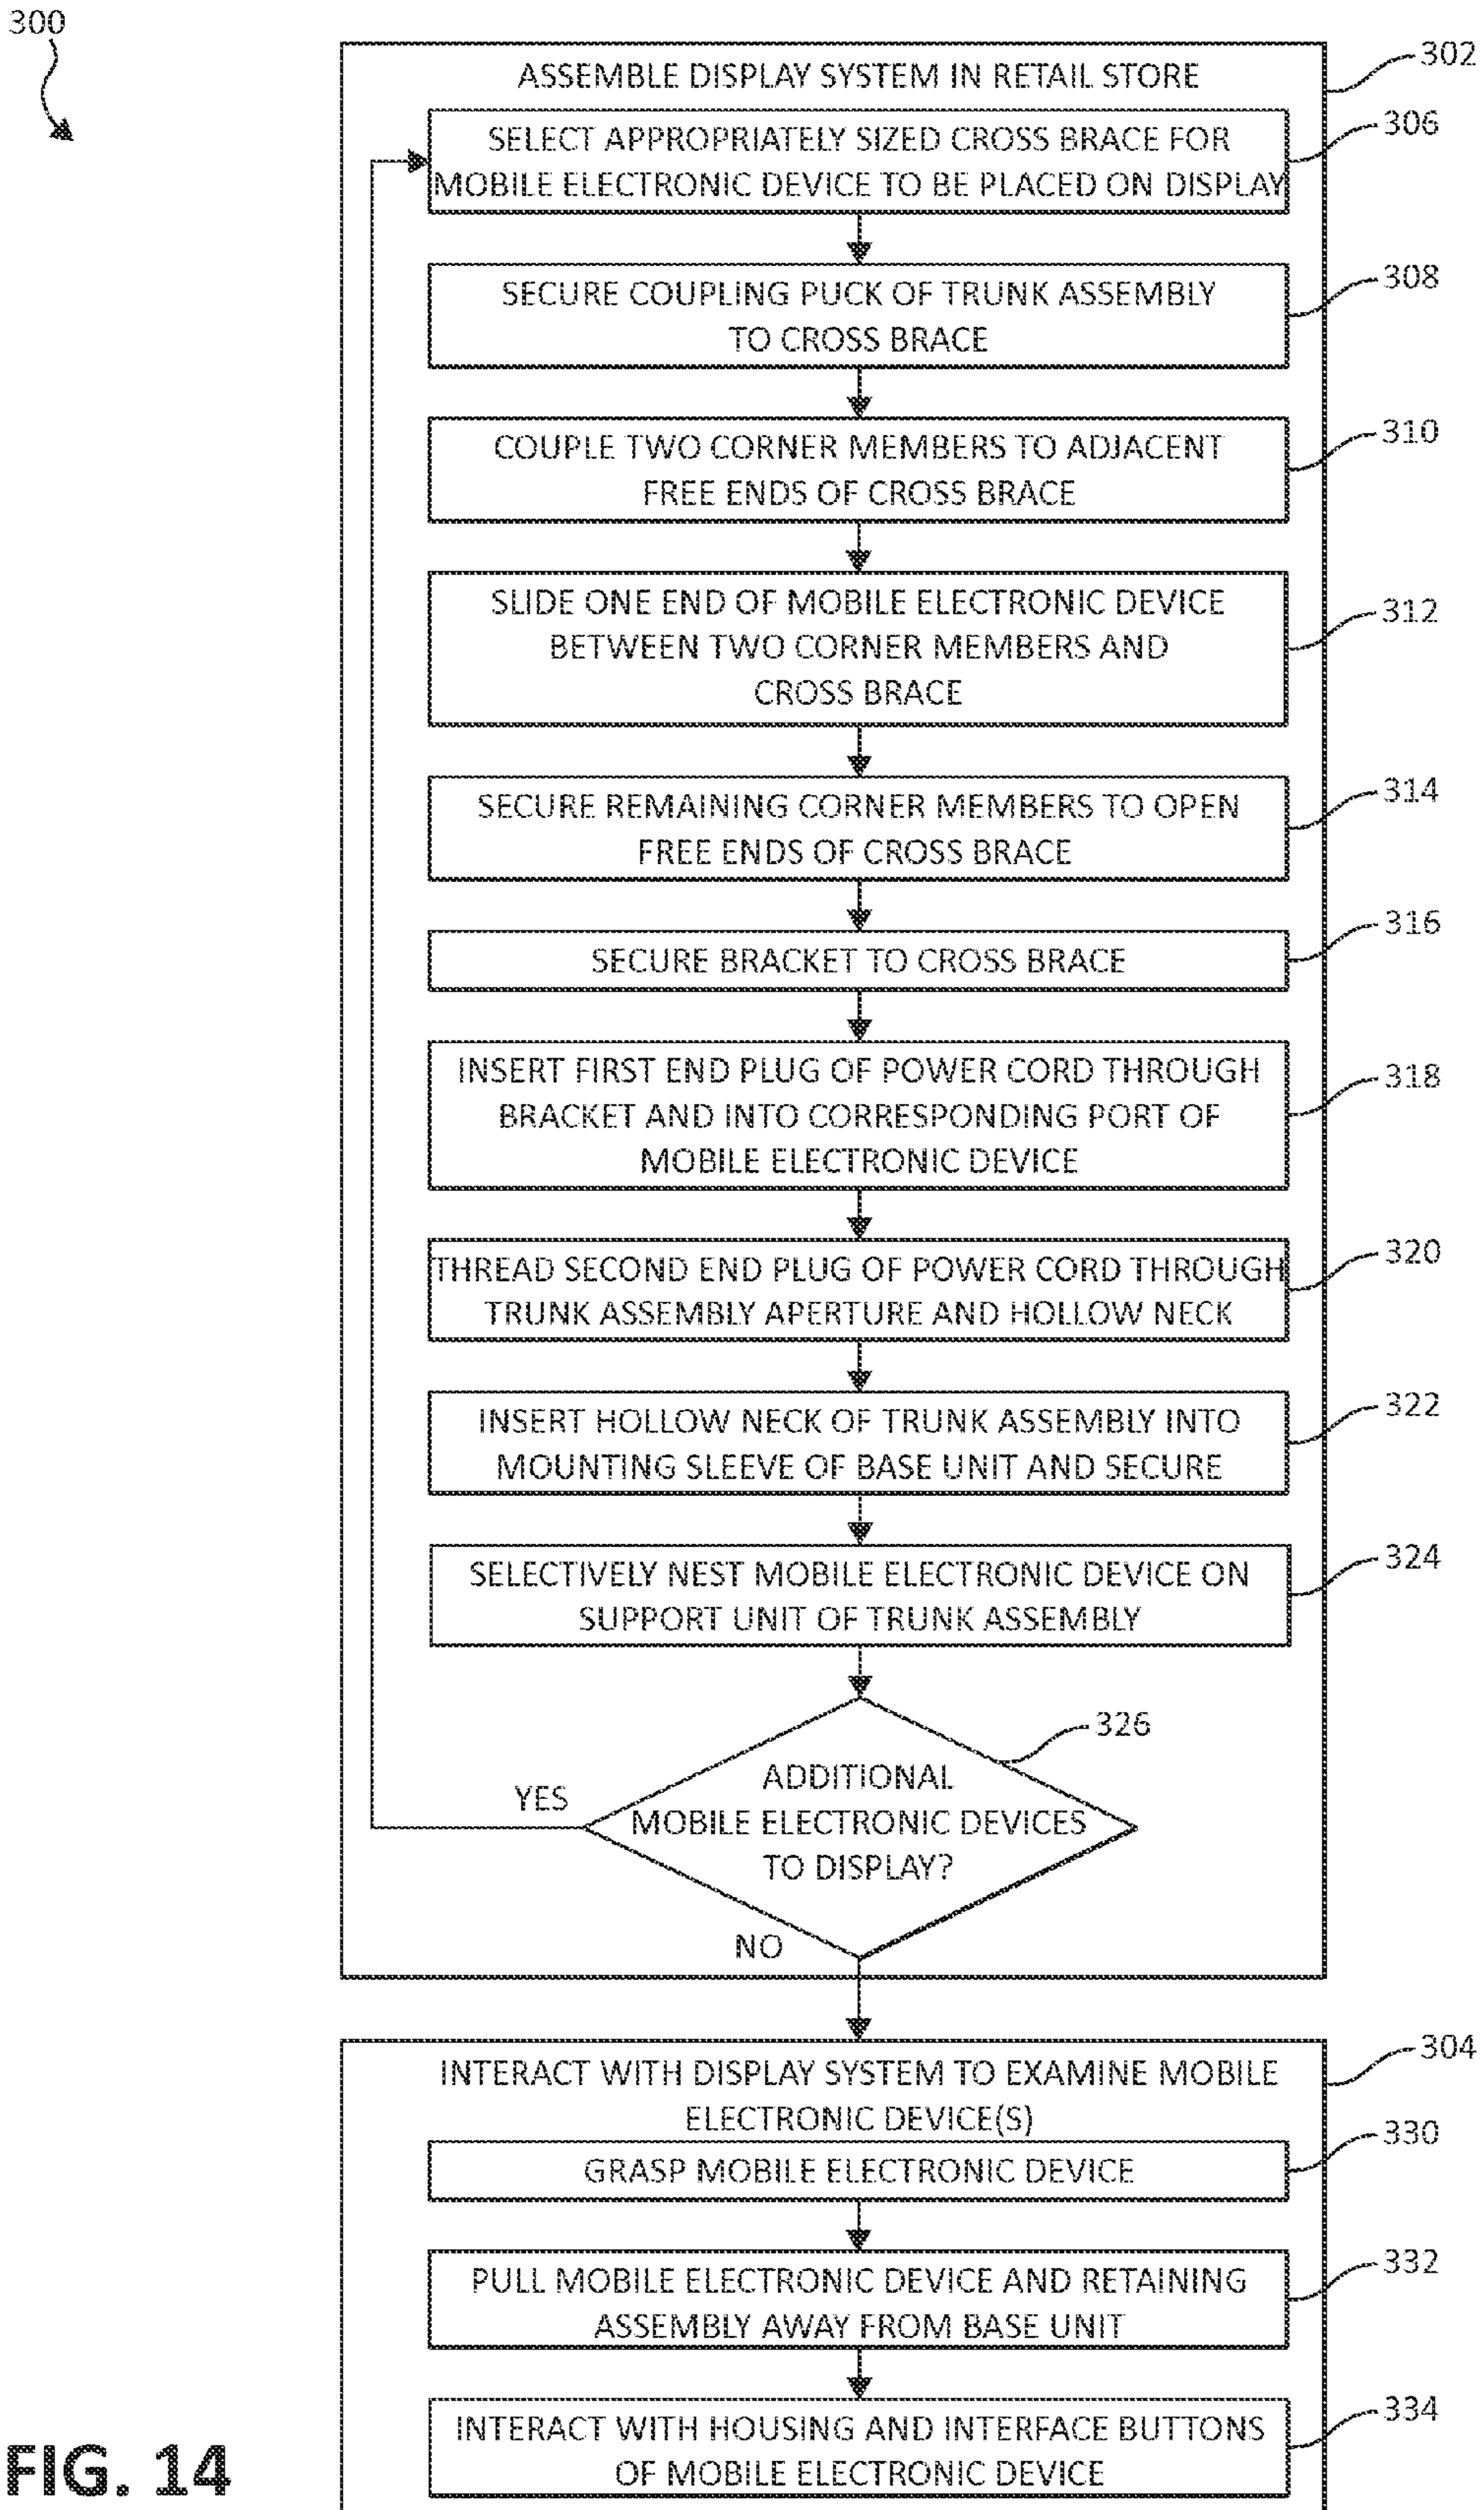 300
ASSEMBLE DISPLAY SYSTEM IN RETAIL STORE
302
SELECT APPROPRIATELY SIZED CROSS BRACE FOR
MOBILE ELECTRONIC DEVICE TO BE PLACED ON DISPLAY
306
SECURE COUPLING PUCK OF TRUNK ASSEMBLY
TO CROSS BRACE
308
COUPLE TWO CORNER MEMBERS TO ADJACENT
FREE ENDS OF CROSS BRACE
310
SLIDE ONE END OF MOBILE ELECTRONIC DEVICE
BETWEEN TWO CORNER MEMBERS AND
CROSS BRACE
312
SECURE REMAINING CORNER MEMBERS TO OPEN
FREE ENDS OF CROSS BRACE
314
SECURE BRACKET TO CROSS BRACE
316
INSERT FIRST END PLUG OF POWER CORD THROUGH
BRACKET AND INTO CORRESPONDING PORT OF
MOBILE ELECTRONIC DEVICE
318
THREAD SECOND END PLUG OF POWER CORD THROUGH
TRUNK ASSEMBLY APERTURE AND HOLLOW NECK
320
INSERT HOLLOW NECK OF TRUNK ASSEMBLY INTO
MOUNTING SLEEVE OF BASE UNIT AND SECURE
322
SELECTIVELY NEST MOBILE ELECTRONIC DEVICE ON
SUPPORT UNIT OF TRUNK ASSEMBLY
324
326
ADDITIONAL
MOBILE ELECTRONIC DEVICES
TO DISPLAY?
YES
NO
INTERACT WITH DISPLAY SYSTEM TO EXAMINE MOBILE
ELECTRONIC DEVICE(S)
304
GRASP MOBILE ELECTRONIC DEVICE
330
PULL MOBILE ELECTRONIC DEVICE AND RETAINING
ASSEMBLY AWAY FROM BASE UNIT
332
INTERACT WITH HOUSING AND INTERFACE BUTTONS
OF MOBILE ELECTRONIC DEVICE
334
FIG. 14